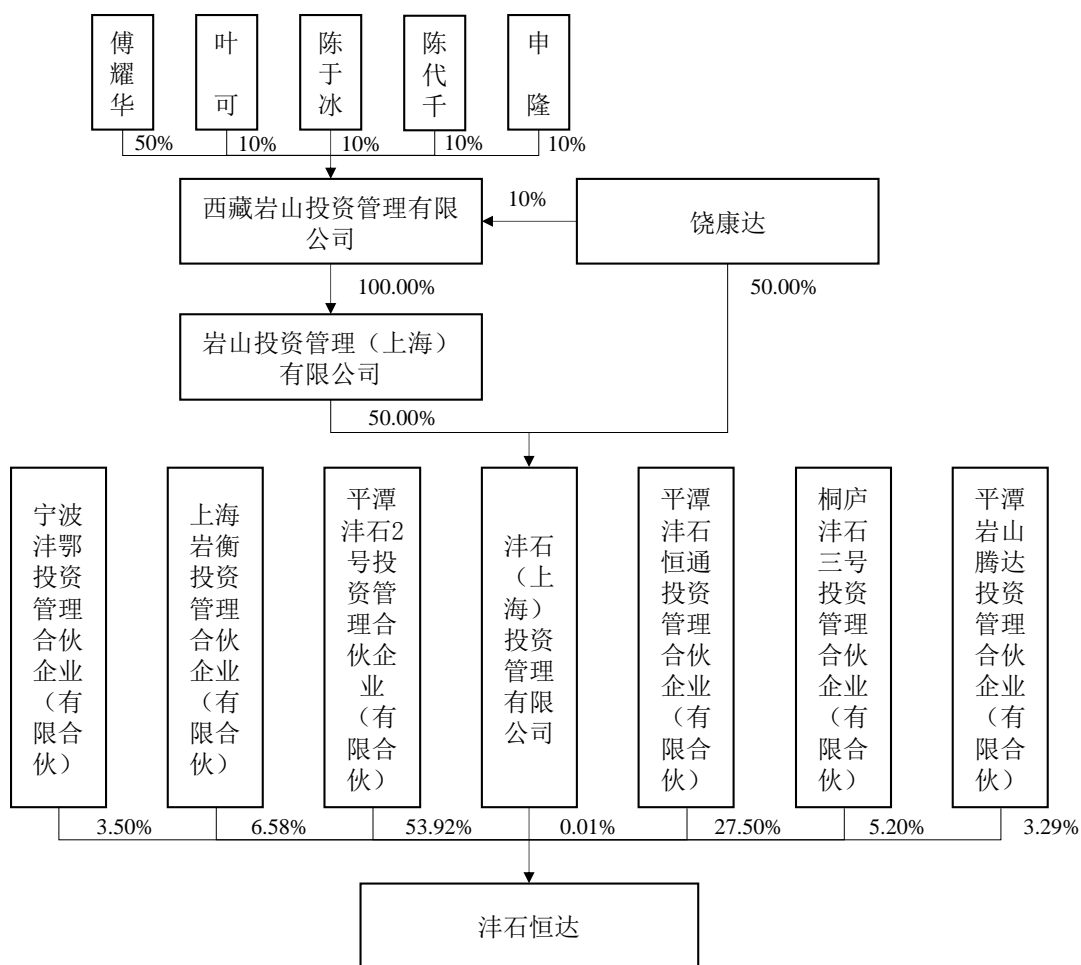 傅
耀
华
叶
可
陈
于
冰
陈
代
千
申
隆
50%
10%
10%
10%
10%
西藏岩山投资管理有限
公司
10%
饶康达
100.00%
50.00%
岩山投资管理（上海）
有限公司
50.00%
宁波
沣鄂
投资
管理
合伙
企业
（有
限合
伙）
上海
岩衡
投资
管理
合伙
企业
（有
限合
伙）
平潭
沣石2
号投
资管
理合
伙企
业
（有
限合
伙）
沣石
（上
海）
投资
管理
有限
公司
平潭
沣石
恒通
投资
管理
合伙
企业
（有
限合
伙）
桐庐
沣石
三号
投资
管理
合伙
企业
（有
限合
伙）
平潭
岩山
腾达
投资
管理
合伙
企业
（有
限合
伙）
3.50%
6.58%
53.92%
0.01%
27.50%
5.20%
3.29%
沣石恒达